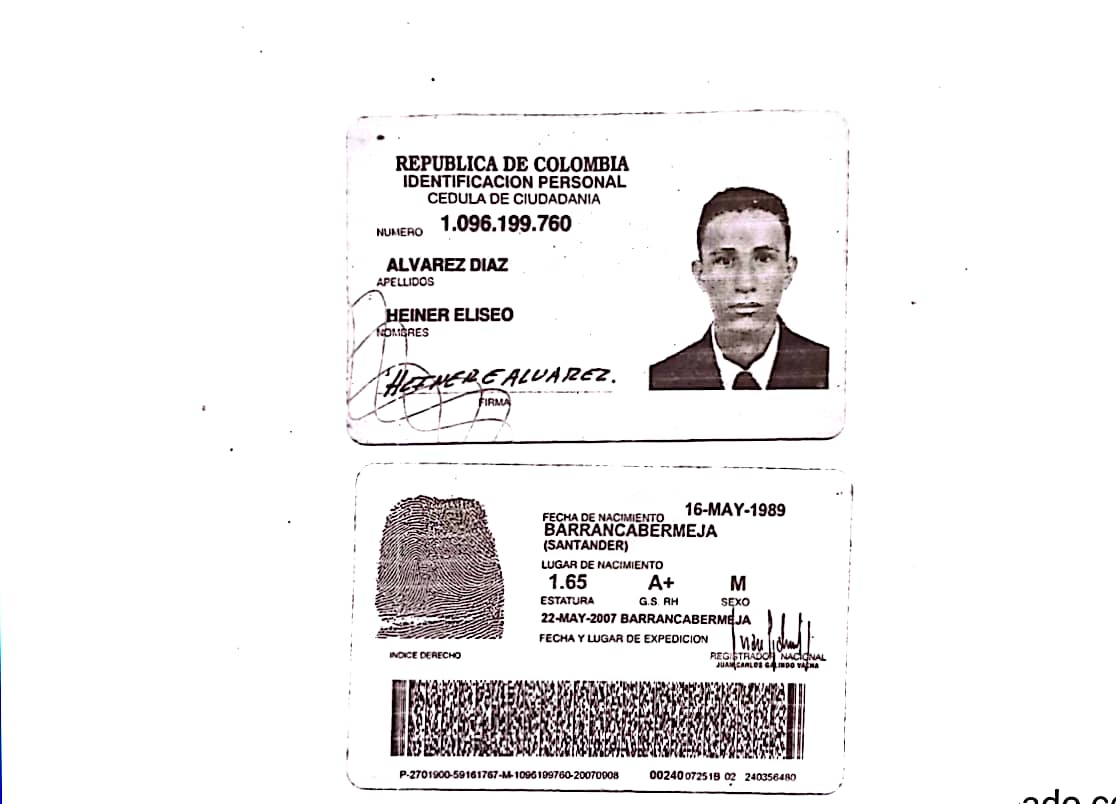 REPUBLICA DE COLOMBIA
IDENTIFICACION PERSONAL
CEDULA DE CIUDADANIA
NUMERO 1.096.199.760
ALVAREZ DIAZ
APELLIDOS
HEINER ELISEO
NOMBRES
HEINER E ALVAREZ.
FIRMA
FECHA DE NACIMIENTO 16-MAY-1989
BARRANCABERMEJA
(SANTANDER)
LUGAR DE NACIMIENTO
1.65 A+ M
ESTATURA G.S. RH SEXO
22-MAY-2007 BARRANCABERMEJA
FECHA Y LUGAR DE EXPEDICION
INDICE DERECHO
REGISTRADOR NACIONAL
JUAN CARLOS GALINDO VACHA
P-2701900-59161767-M-1096199760-20070908 0024007251B 02 240356480